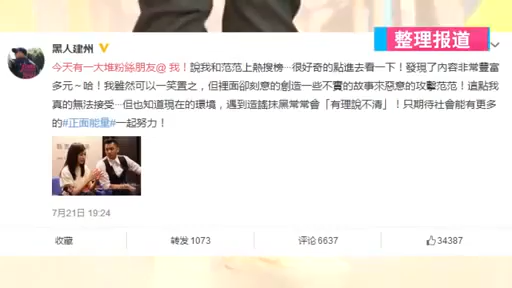 整理报道
黑人建州
今天有一大堆粉絲朋友@ 我！說我和范范上熱搜榜…很好奇的點進去看一下！發現了內容非常豐富
多元～哈！我雖然可以一笑置之，但裡面卻刻意的創造一些不實的故事來惡意的攻擊范范！這點我
真的無法接受…但也知道現在的環境，遇到造謠抹黑常常會「有理說不清」！只期待社會能有更多
的#正面能量#一起努力！
7月21日 19:24
收藏 转发 1073 评论 6637 34387